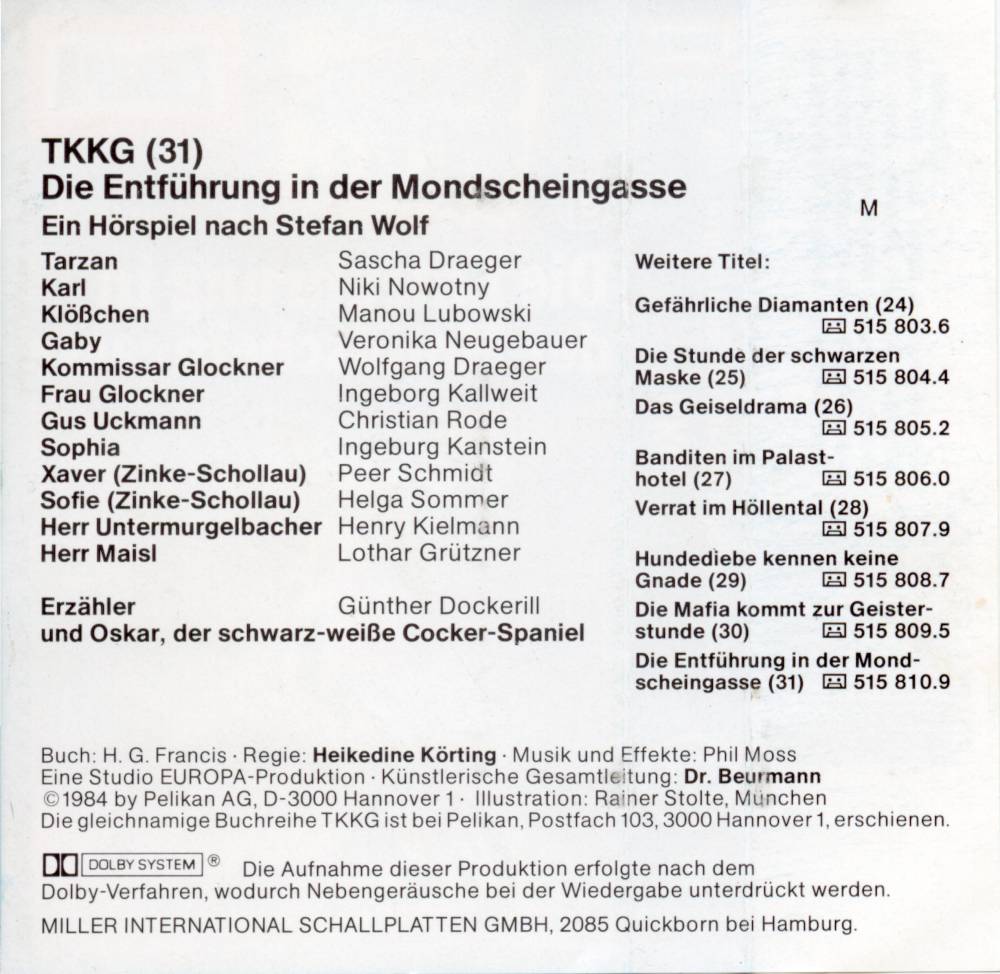 TKKG (31)
Die Entführung in der Mondscheingasse
Ein Hörspiel nach Stefan Wolf
Tarzan Sascha Draeger
Karl Niki Nowotny
Klößchen Manou Lubowski
Gaby Veronika Neugebauer
Kommissar Glockner Wolfgang Draeger
Frau Glockner Ingeborg Kallweit
Gus Uckmann Christian Rode
Sophia Ingeburg Kanstein
Xaver (Zinke-Schollau) Peer Schmidt
Sofie (Zinke-Schollau) Helga Sommer
Herr Untermurgelbacher Henry Kielmann
Herr Maisl Lothar Grützner
Erzähler Günther Dockerill
und Oskar, der schwarz-weiße Cocker-Spaniel
M
Weitere Titel:
Gefährliche Diamanten (24)
515 803.6
Die Stunde der schwarzen
Maske (25) 515 804.4
Das Geiseldrama (26)
515 805.2
Banditen im Palast-
hotel (27) 515 806.0
Verrat im Höllental (28)
515 807.9
Hundediebe kennen keine
Gnade (29) 515 808.7
Die Mafia kommt zur Geister-
stunde (30) 515 809.5
Die Entführung in der Mond-
scheingasse (31) 515 810.9
Buch: H. G. Francis · Regie: Heikedine Körting · Musik und Effekte: Phil Moss
Eine Studio EUROPA-Produktion · Künstlerische Gesamtleitung: Dr. Beurmann
©1984 by Pelikan AG, D-3000 Hannover 1 · Illustration: Rainer Stolte, München
Die gleichnamige Buchreihe TKKG ist bei Pelikan, Postfach 103, 3000 Hannover 1, erschienen.
DOLBY SYSTEM ® Die Aufnahme dieser Produktion erfolgte nach dem
Dolby-Verfahren, wodurch Nebengeräusche bei der Wiedergabe unterdrückt werden.
MILLER INTERNATIONAL SCHALLPLATTEN GMBH, 2085 Quickborn bei Hamburg.